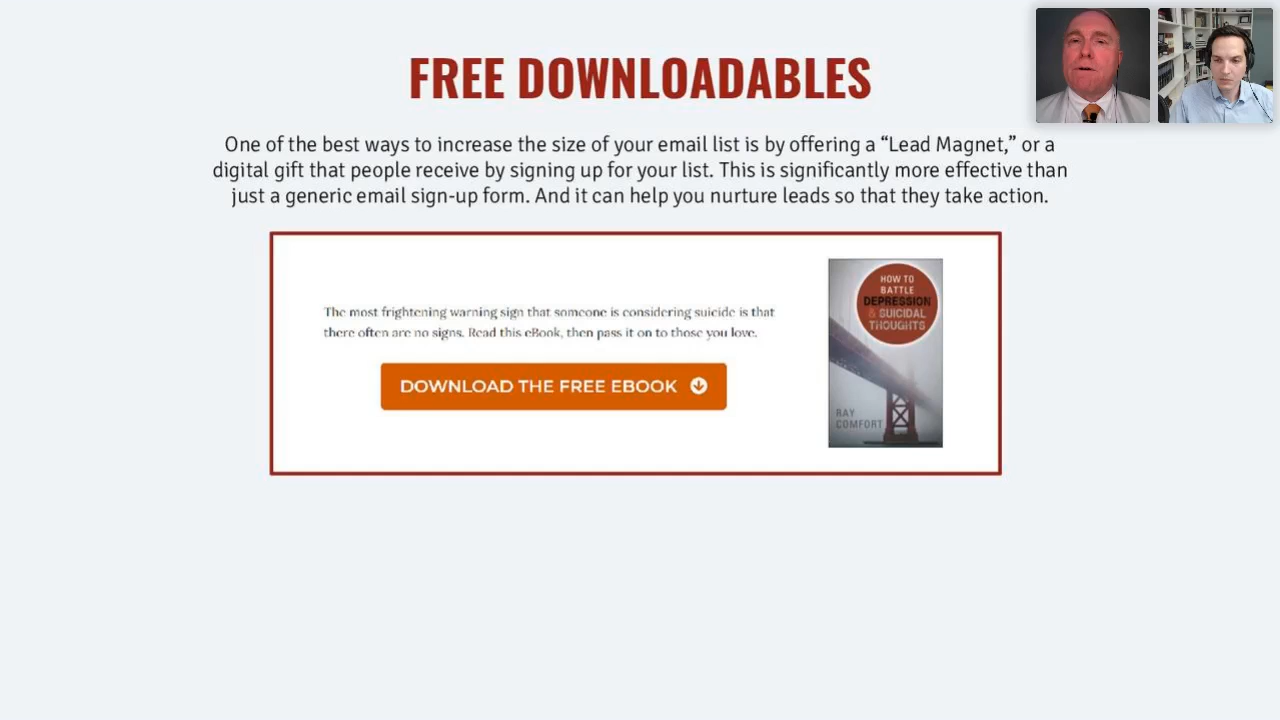 FREE DOWNLOADABLES
One of the best ways to increase the size of your email list is by offering a “Lead Magnet,” or a
digital gift that people receive by signing up for your list. This is significantly more effective than
just a generic email sign-up form. And it can help you nurture leads so that they take action.
The most frightening warning sign that someone is considering suicide is that
there often are no signs. Read this eBook, then pass it on to those you love.
DOWNLOAD THE FREE EBOOK
HOW TO
BATTLE
DEPRESSION
& SUICIDAL
THOUGHTS
RAY
COMFORT